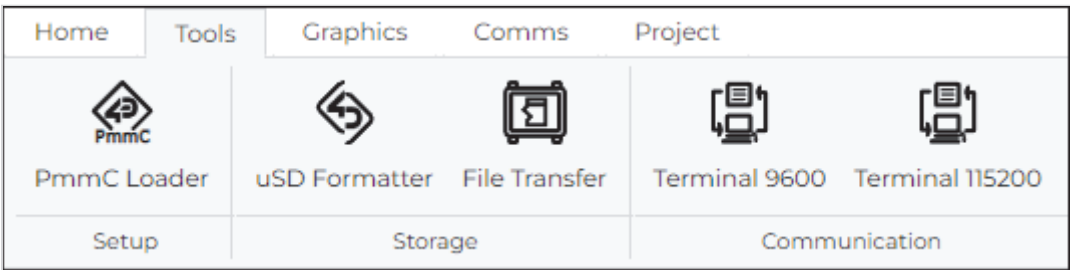 Home Tools Graphics Comms Project
PmmC
PmmC Loader uSD Formatter File Transfer Terminal 9600 Terminal 115200
Setup Storage Communication